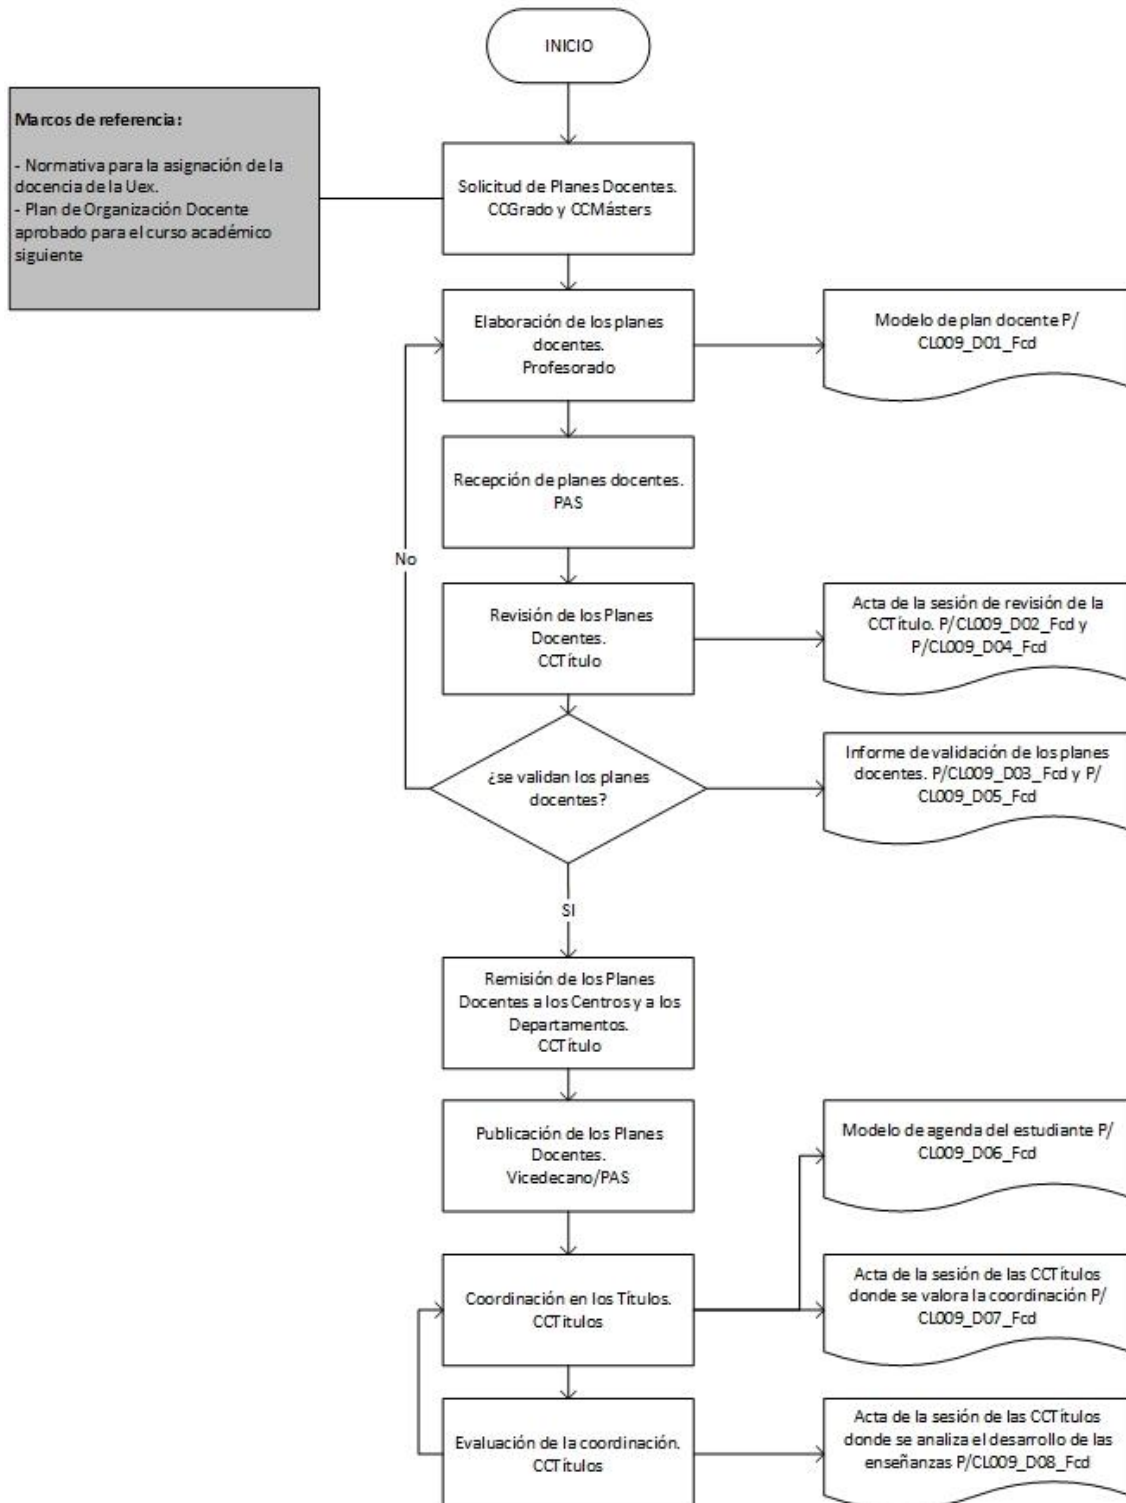 INICIO
Marcos de referencia:
- Normativa para la asignación de la
docencia de la Uex.
- Plan de Organización Docente
aprobado para el curso académico
siguiente
Solicitud de Planes Docentes.
CCGrado y CCMásters
Elaboración de los planes
docentes.
Profesorado
Modelo de plan docente P/
CL009_D01_Fcd
Recepción de planes docentes.
PAS
No
Revisión de los Planes
Docentes.
CCTítulo
Acta de la sesión de revisión de la
CCTítulo. P/CL009_D02_Fcd y
P/CL009_D04_Fcd
¿se validan los planes
docentes?
Informe de validación de los planes
docentes. P/CL009_D03_Fcd y P/
CL009_D05_Fcd
SI
Remisión de los Planes
Docentes a los Centros y a los
Departamentos.
CCTítulo
Publicación de los Planes
Docentes.
Vicedecano/PAS
Modelo de agenda del estudiante P/
CL009_D06_Fcd
Coordinación en los Títulos.
CCTitulos
Acta de la sesión de las CCTítulos
donde se valora la coordinación P/
CL009_D07_Fcd
Evaluación de la coordinación.
CCTítulos
Acta de la sesión de las CCTítulos
donde se analiza el desarrollo de las
enseñanzas P/CL009_D08_Fcd